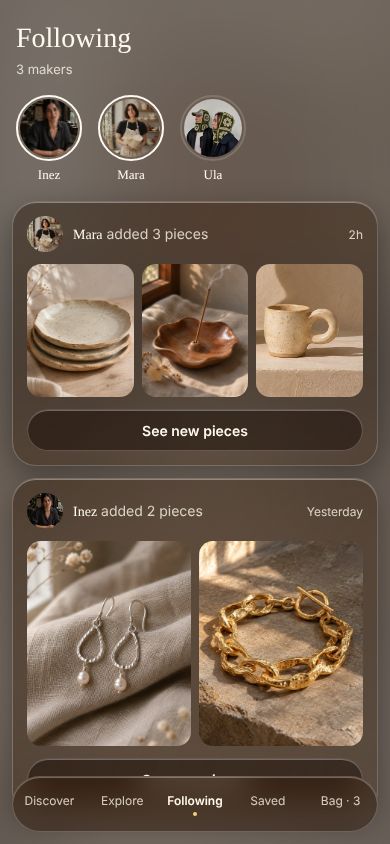 Following
3 makers
Inez
Mara
Ula
Mara added 3 pieces
2h
See new pieces
Inez added 2 pieces
Yesterday
Discover
Explore
Following
Saved
Bag · 3